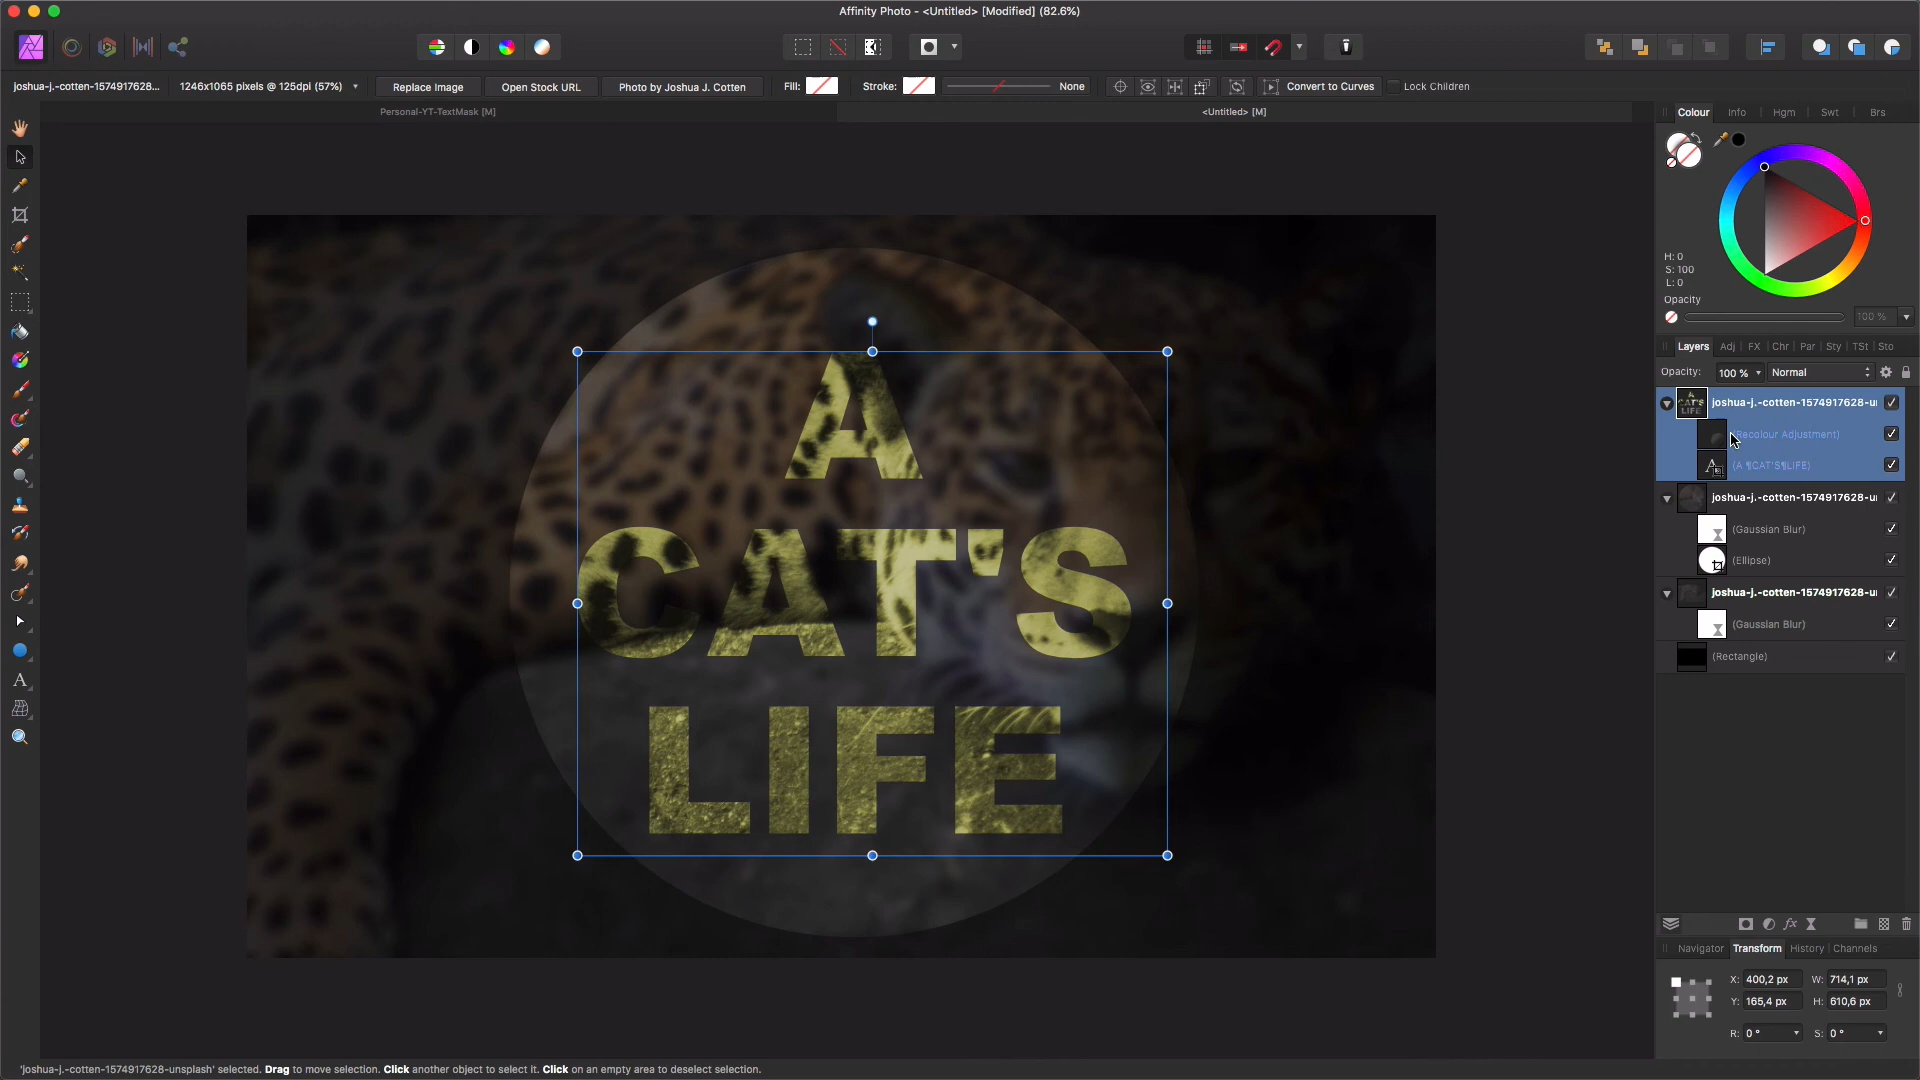 Affinity Photo - <Untitled> [Modified] (82.6%)
joshua-j.-cotten-1574917628... 1246x1065 pixels @ 125dpi (57%) Replace Image Open Stock URL Photo by Joshua J. Cotten Fill: Stroke: None Convert to Curves Lock Children
Personal-YT-TextMask [M] <Untitled> [M]
Colour Info Hgm Swt Brs
H: 0
S: 100
L: 0
Opacity
100 %
Layers Adj FX Chr Par Sty TSt Sto
Opacity: 100 % Normal
joshua-j.-cotten-1574917628-u
(Recolour Adjustment)
(A ¶CAT'S¶LIFE)
joshua-j.-cotten-1574917628-u
(Gaussian Blur)
(Ellipse)
joshua-j.-cotten-1574917628-u
(Gaussian Blur)
(Rectangle)
A
CAT'S
LIFE
Navigator Transform History Channels
X: 400,2 px W: 714,1 px
Y: 165,4 px H: 610,6 px
R: 0 ° S: 0 °
'joshua-j.-cotten-1574917628-unsplash' selected. Drag to move selection. Click another object to select it. Click on an empty area to deselect selection.